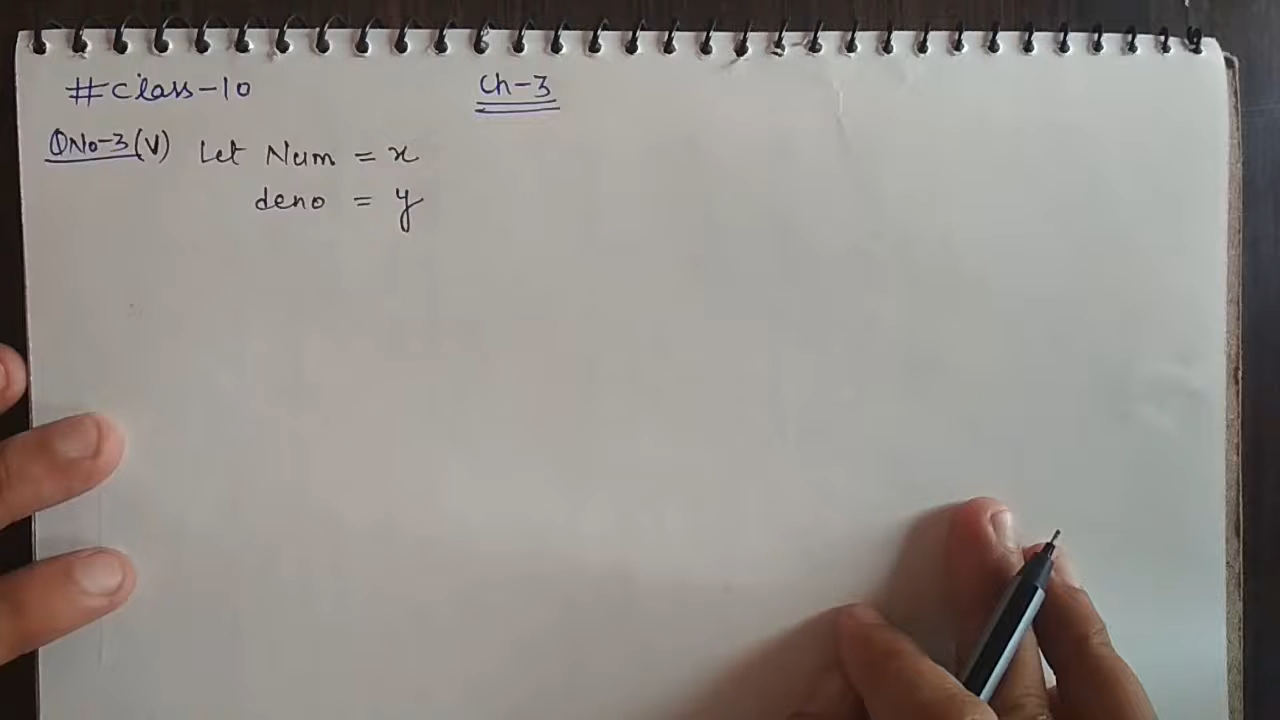 #Class-10
Ch-3
QNo-3(V) Let Num = x
deno = y